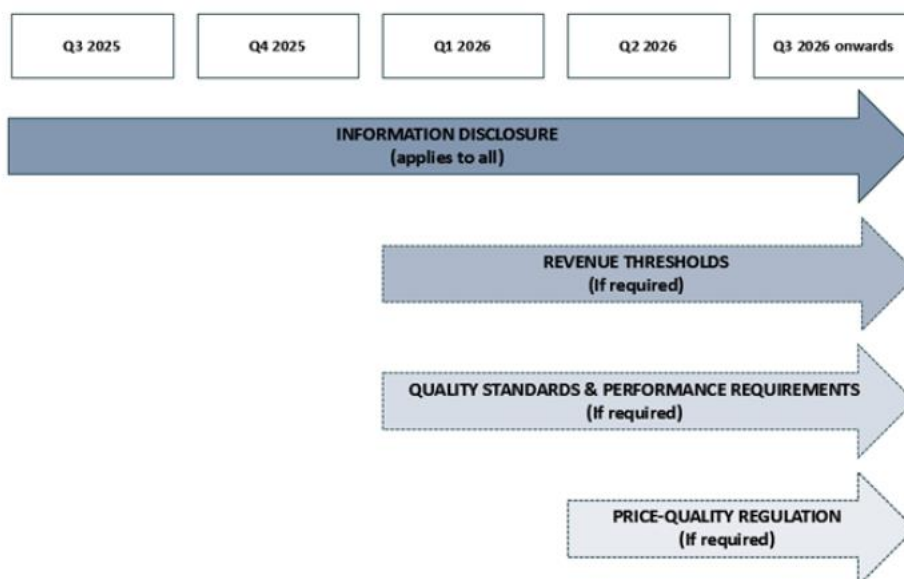 Q3 2025
Q4 2025
Q1 2026
Q2 2026
Q3 2026 onwards
INFORMATION DISCLOSURE
(applies to all)
REVENUE THRESHOLDS
(If required)
QUALITY STANDARDS & PERFORMANCE REQUIREMENTS
(If required)
PRICE-QUALITY REGULATION
(If required)